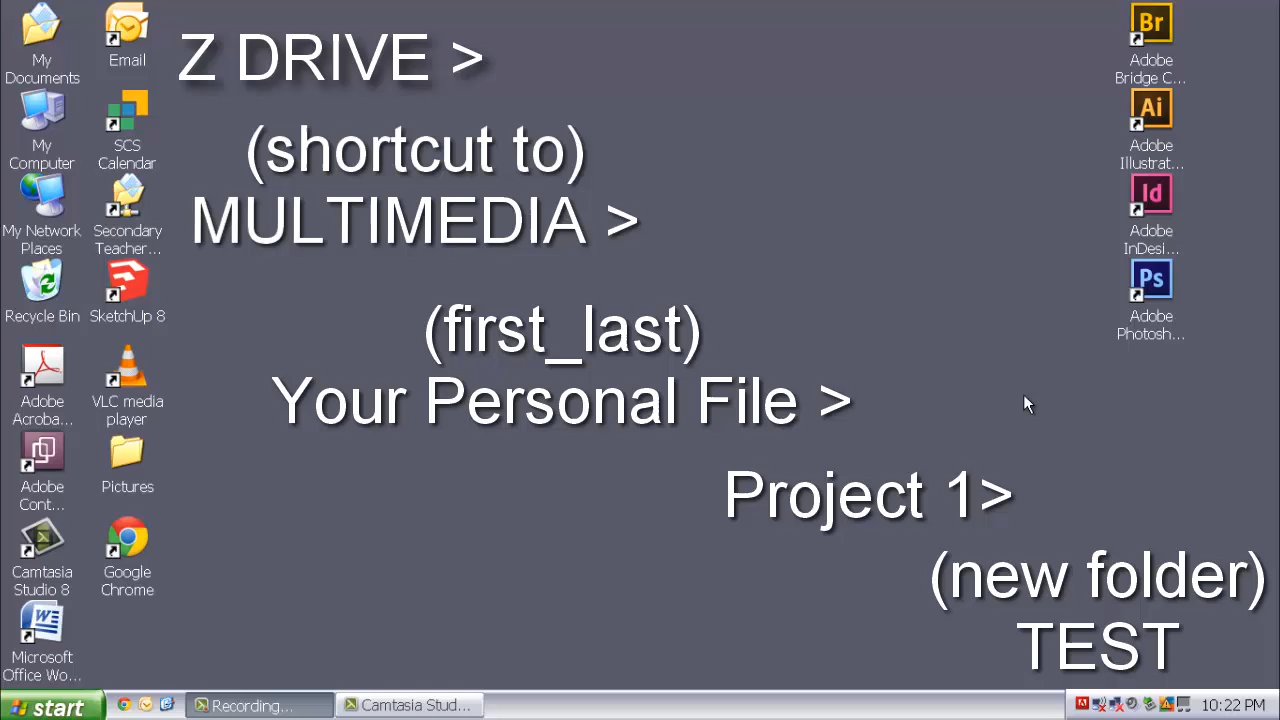 My
Documents
Email
Z DRIVE >
Br
Adobe
Bridge C...
(shortcut to)
MULTIMEDIA >
My
Computer
SCS
Calendar
Ai
Adobe
Illustrat...
My Network
Places
Secondary
Teacher...
Id
Adobe
InDesi...
Recycle Bin
SketchUp 8
Ps
Adobe
Photosh...
(first_last)
Your Personal File >
Adobe
Acroba...
VLC media
player
Adobe
Cont...
Pictures
Project 1>
Camtasia
Studio 8
Google
Chrome
(new folder)
TEST
Microsoft
Office Wo...
start
Recording...
Camtasia Stud...
10:22 PM